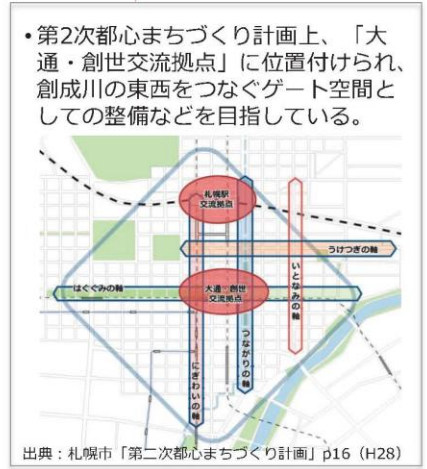 •第2次都心まちづくり計画上、「大
通・創世交流拠点」に位置付けられ、
創成川の東西をつなぐゲート空間と
しての整備などを目指している。
札幌駅
交流拠点
うけつぎの軸
いとなみの軸
はぐくみの軸
大通・創世
交流拠点
つながりの軸
にぎわいの軸
出典：札幌市「第二次都心まちづくり計画」p16（H28）